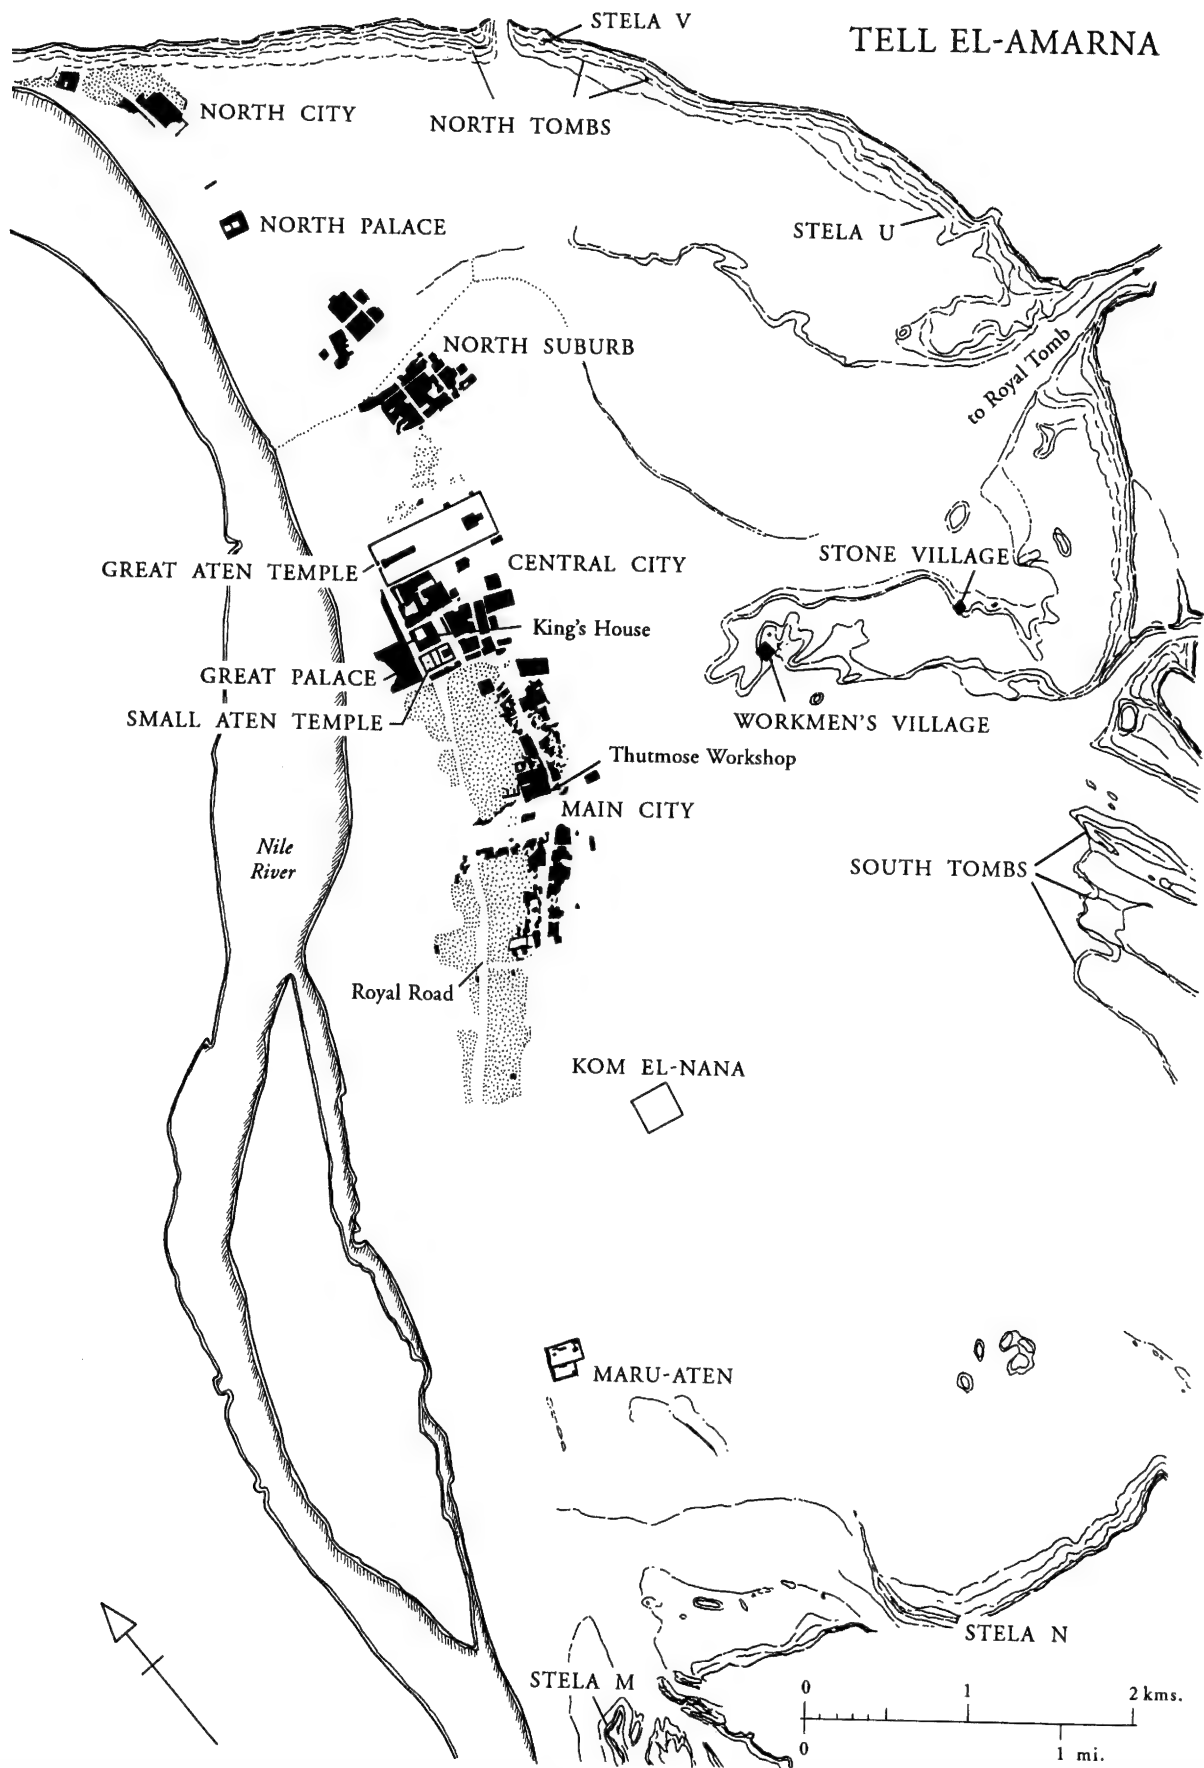 STELA V
TELL EL-AMARNA
NORTH CITY
NORTH TOMBS
NORTH PALACE
STELA U
to Royal Tomb
NORTH SUBURB
GREAT ATEN TEMPLE
CENTRAL CITY
STONE VILLAGE
King's House
GREAT PALACE
SMALL ATEN TEMPLE
WORKMEN'S VILLAGE
Thutmose Workshop
MAIN CITY
Nile
River
SOUTH TOMBS
Royal Road
KOM EL-NANA
MARU-ATEN
STELA N
STELA M
0 1 2 kms.
0 1 mi.